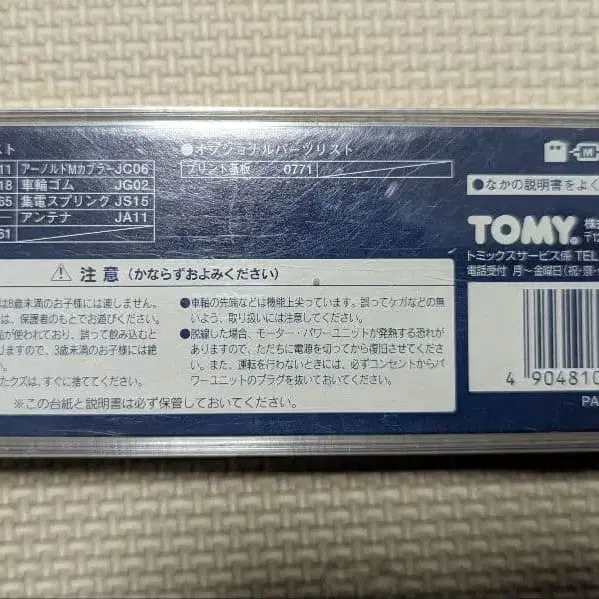 スト
●オプショナルパーツリスト
11 アーノルドMカプラー JC06
プリント基板 0771
18 車輪ゴム JG02
65 集電スプリング JS15
— アンテナ JA11
61
M
●なかの説明書をよく
TOMY. 株式
〒12
トミックスサービス係 TEL
電話受付 月～金曜日(祝・祭・
⚠ 注意 (かならずおよみください)
は8歳未満のお子様には適しません。
は、保護者のもとでお遊びください。
品が使われており、誤って飲み込むと
りますので、3歳未満のお子様には絶
たクズは、すぐに捨ててください。
●車軸の先端などは機能上尖っています。誤ってケガなどの無
いよう、取り扱いには注意してください。
●脱線した場合、モーター・パワーユニットが発熱する恐れが
ありますので、ただちに電源を切ってから復旧させてくださ
い。また、運転を行わないときには、必ずコンセントからパ
ワーユニットのプラグを抜いておいてください。
※この台紙と説明書は必ず保管しておいてください。
4 904810
PA